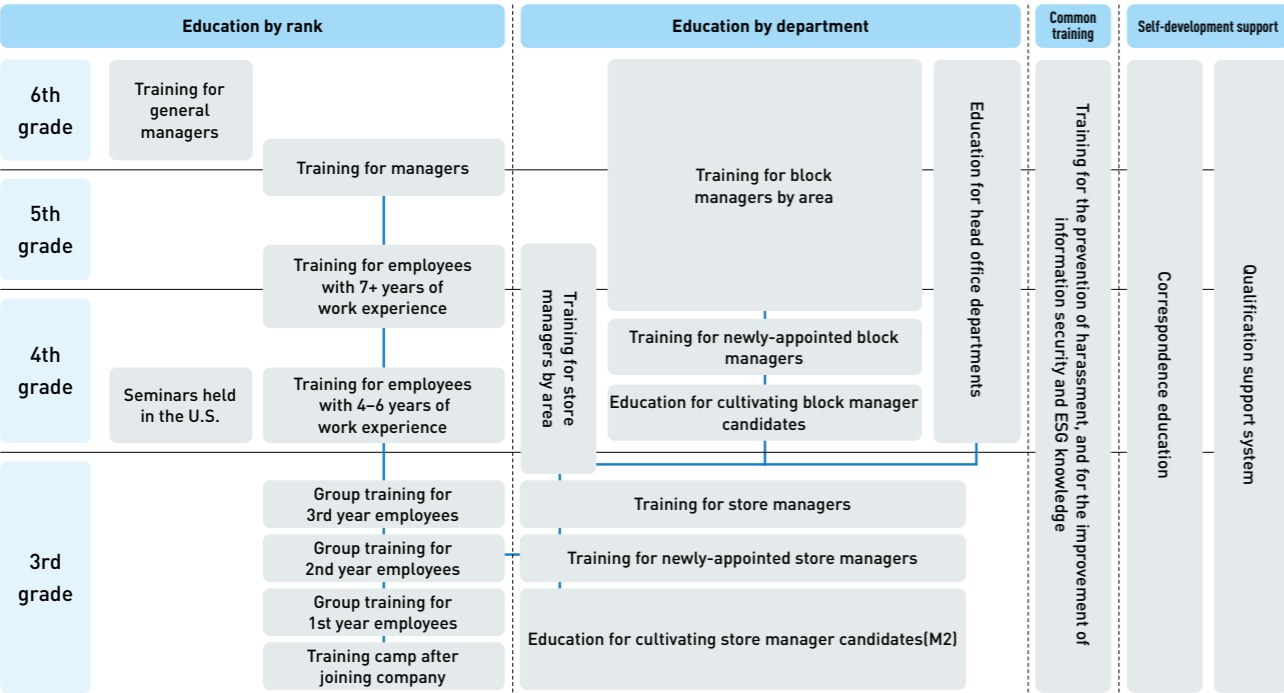 Education by rank
Education by department
Common
training
Self-development support
6th
grade
5th
grade
4th
grade
3rd
grade
Training for
general
managers
Seminars held
in the U.S.
Training for managers
Training for employees
with 7+ years of
work experience
Training for employees
with 4–6 years of
work experience
Group training for
3rd year employees
Group training for
2nd year employees
Group training for
1st year employees
Training camp after
joining company
Training for store
managers by area
Training for block
managers by area
Training for newly-appointed block
managers
Education for cultivating block manager
candidates
Education for head office departments
Training for store managers
Training for newly-appointed store managers
Education for cultivating store manager candidates(M2)
Training for the prevention of harassment, and for the improvement of
information security and ESG knowledge
Correspondence education
Qualification support system